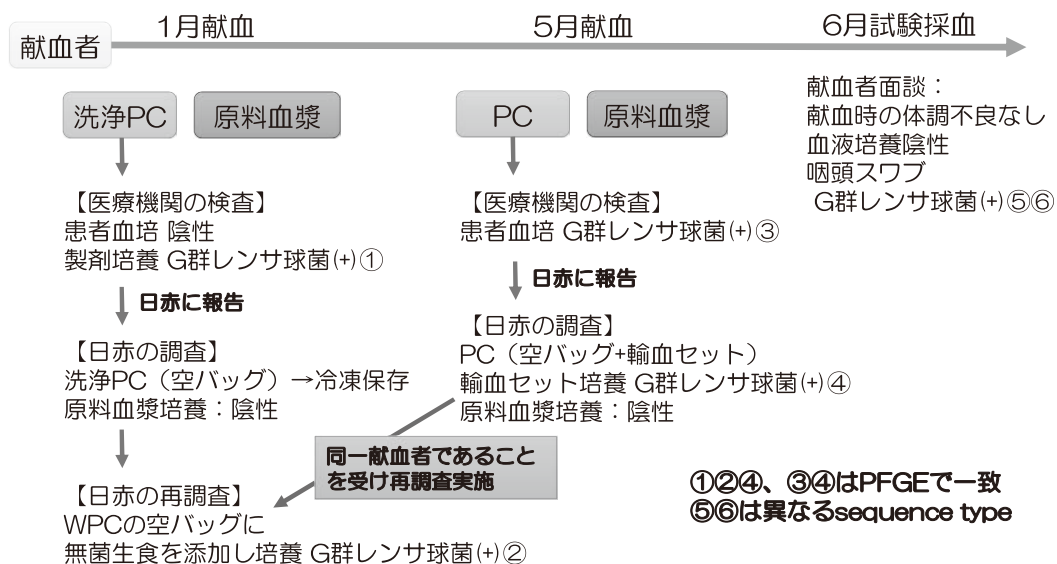 献血者
1月献血
5月献血
6月試験採血
洗浄PC
原料血漿
PC
原料血漿
献血者面談：
献血時の体調不良なし
血液培養陰性
咽頭スワブ
G群レンサ球菌(+)⑤⑥
【医療機関の検査】
患者血培 陰性
製剤培養 G群レンサ球菌(+)①
日赤に報告
【日赤の調査】
洗浄PC（空バッグ）→冷凍保存
原料血漿培養：陰性
【日赤の再調査】
WPCの空バッグに
無菌生食を添加し培養 G群レンサ球菌(+)②
【医療機関の検査】
患者血培 G群レンサ球菌(+)③
日赤に報告
【日赤の調査】
PC（空バッグ+輸血セット）
輸血セット培養 G群レンサ球菌(+)④
原料血漿培養：陰性
同一献血者であること
を受け再調査実施
①②④、③④はPFGEで一致
⑤⑥は異なるsequence type